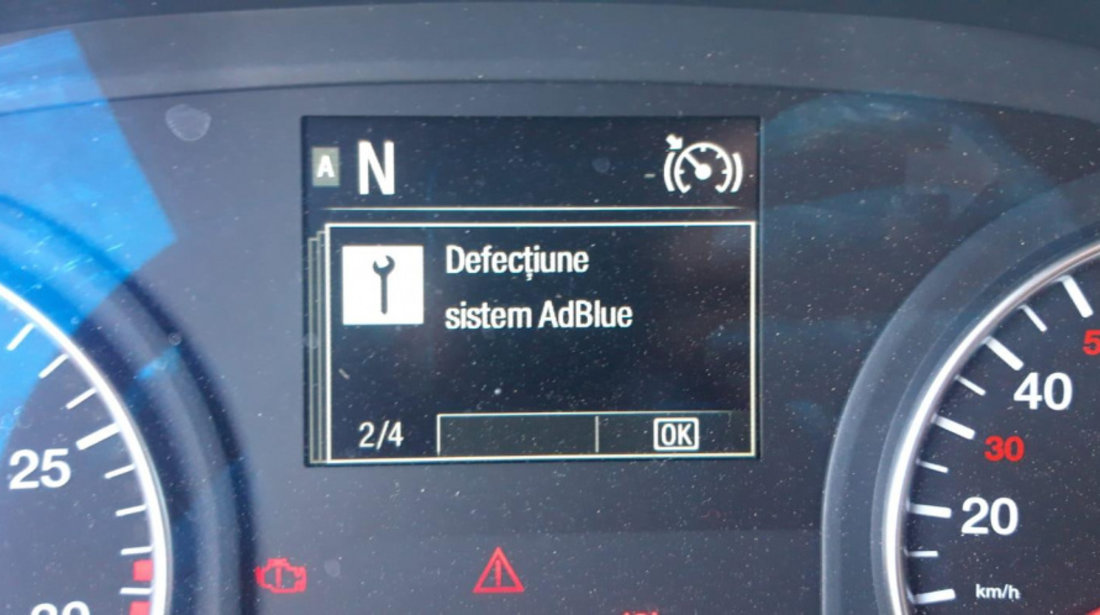 A N
Defecțiune
sistem AdBlue
2/4 OK
25
40
30
20
km/h